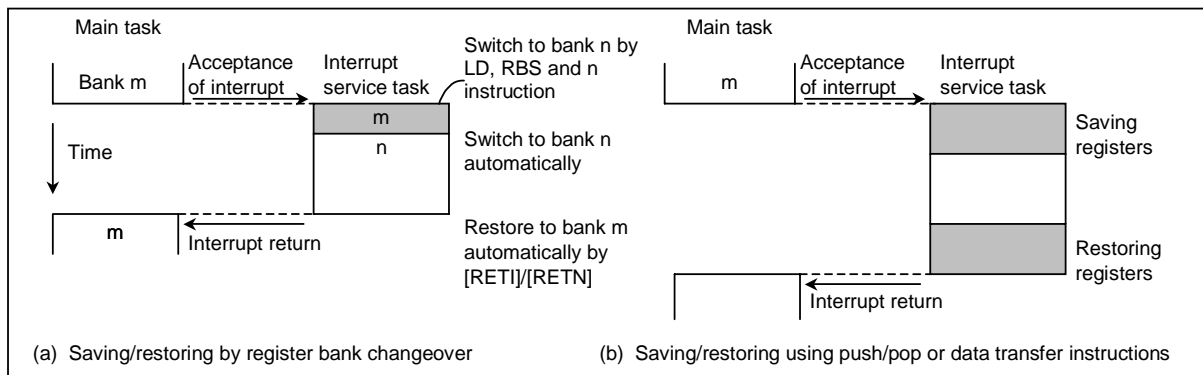 Main task
Bank m
Acceptance
of interrupt
Interrupt
service task
Switch to bank n by
LD, RBS and n
instruction
m
n
Switch to bank n
automatically
Time
m
Interrupt return
Restore to bank m
automatically by
[RETI]/[RETN]
(a) Saving/restoring by register bank changeover
Main task
m
Acceptance
of interrupt
Interrupt
service task
Saving
registers
Restoring
registers
Interrupt return
(b) Saving/restoring using push/pop or data transfer instructions